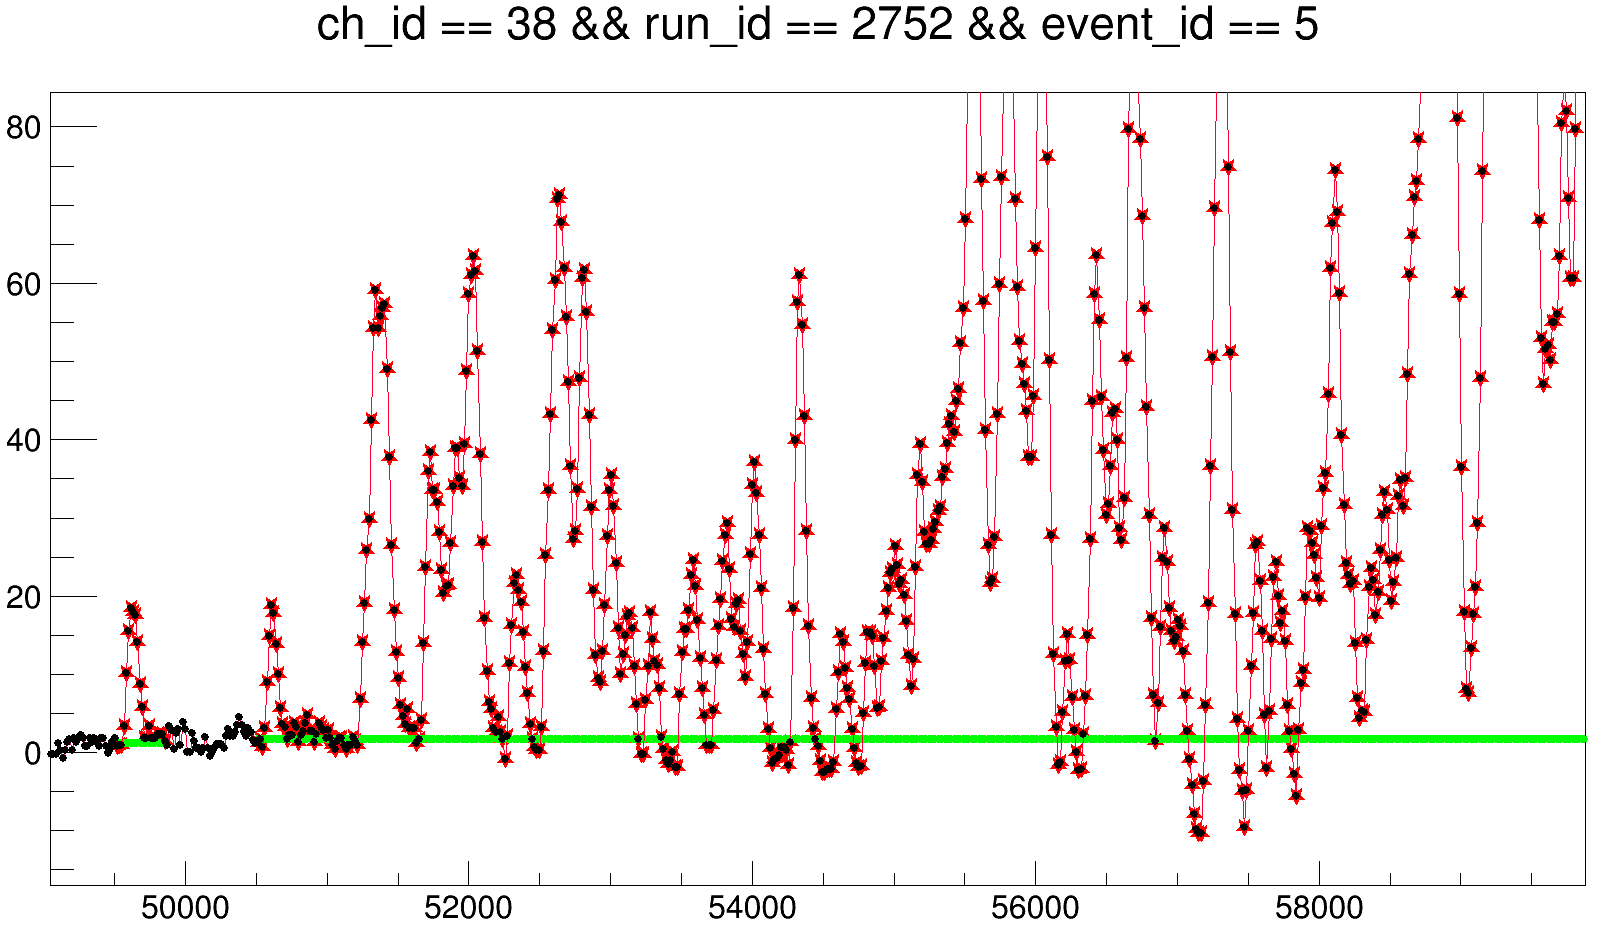 ch_id == 38 && run_id == 2752 && event_id == 5
80
60
40
20
0
50000 52000 54000 56000 58000